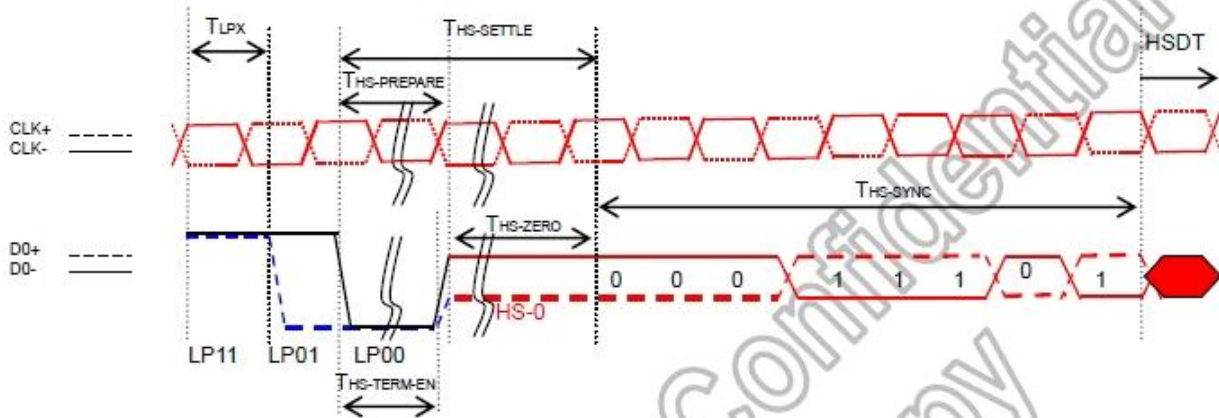 TLPX
THS-SETTLE
HSDT
THS-PREPARE
CLK+
CLK-
THS-SYNC
THS-ZERO
D0+
D0-
0 0 0 1 1 1 0 1
HS-0
LP11 LP01 LP00
THS-TERM-EN
Confidential